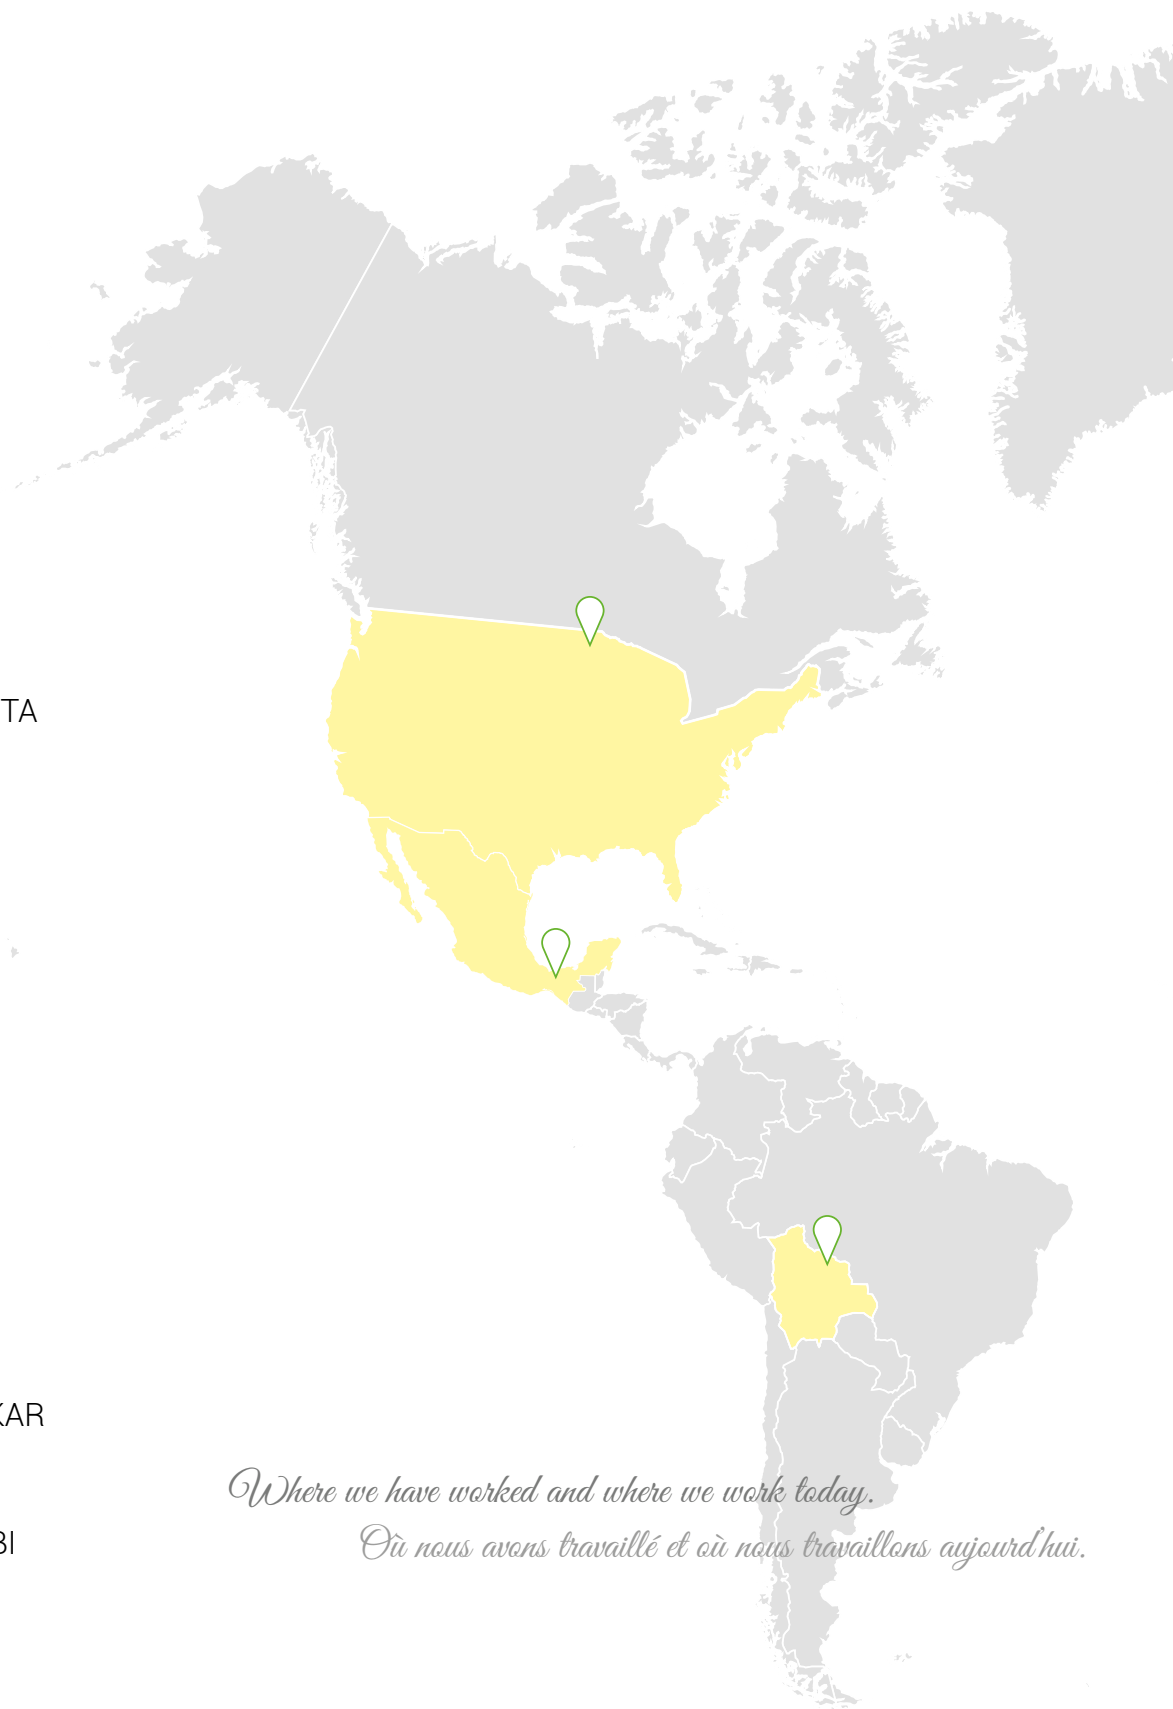 TA
KAR
Where we have worked and where we work today.
BI
Où nous avons travaillé et où nous travaillons aujourd'hui.